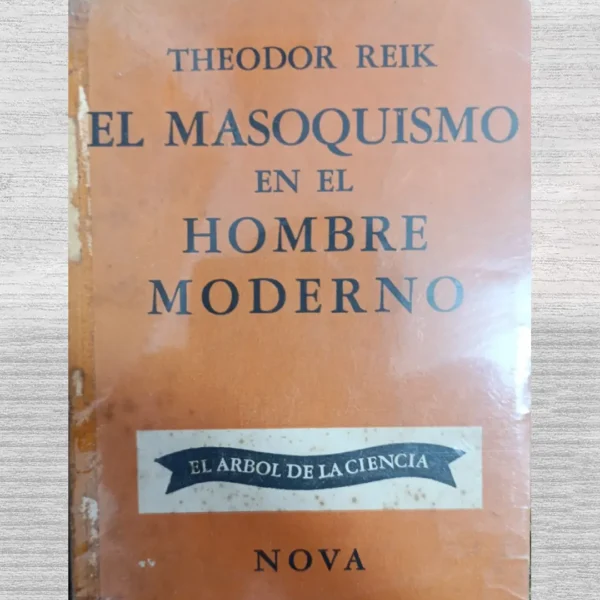 THEODOR REIK
EL MASOQUISMO
EN EL
HOMBRE
MODERNO
EL ARBOL DE LA CIENCIA
NOVA